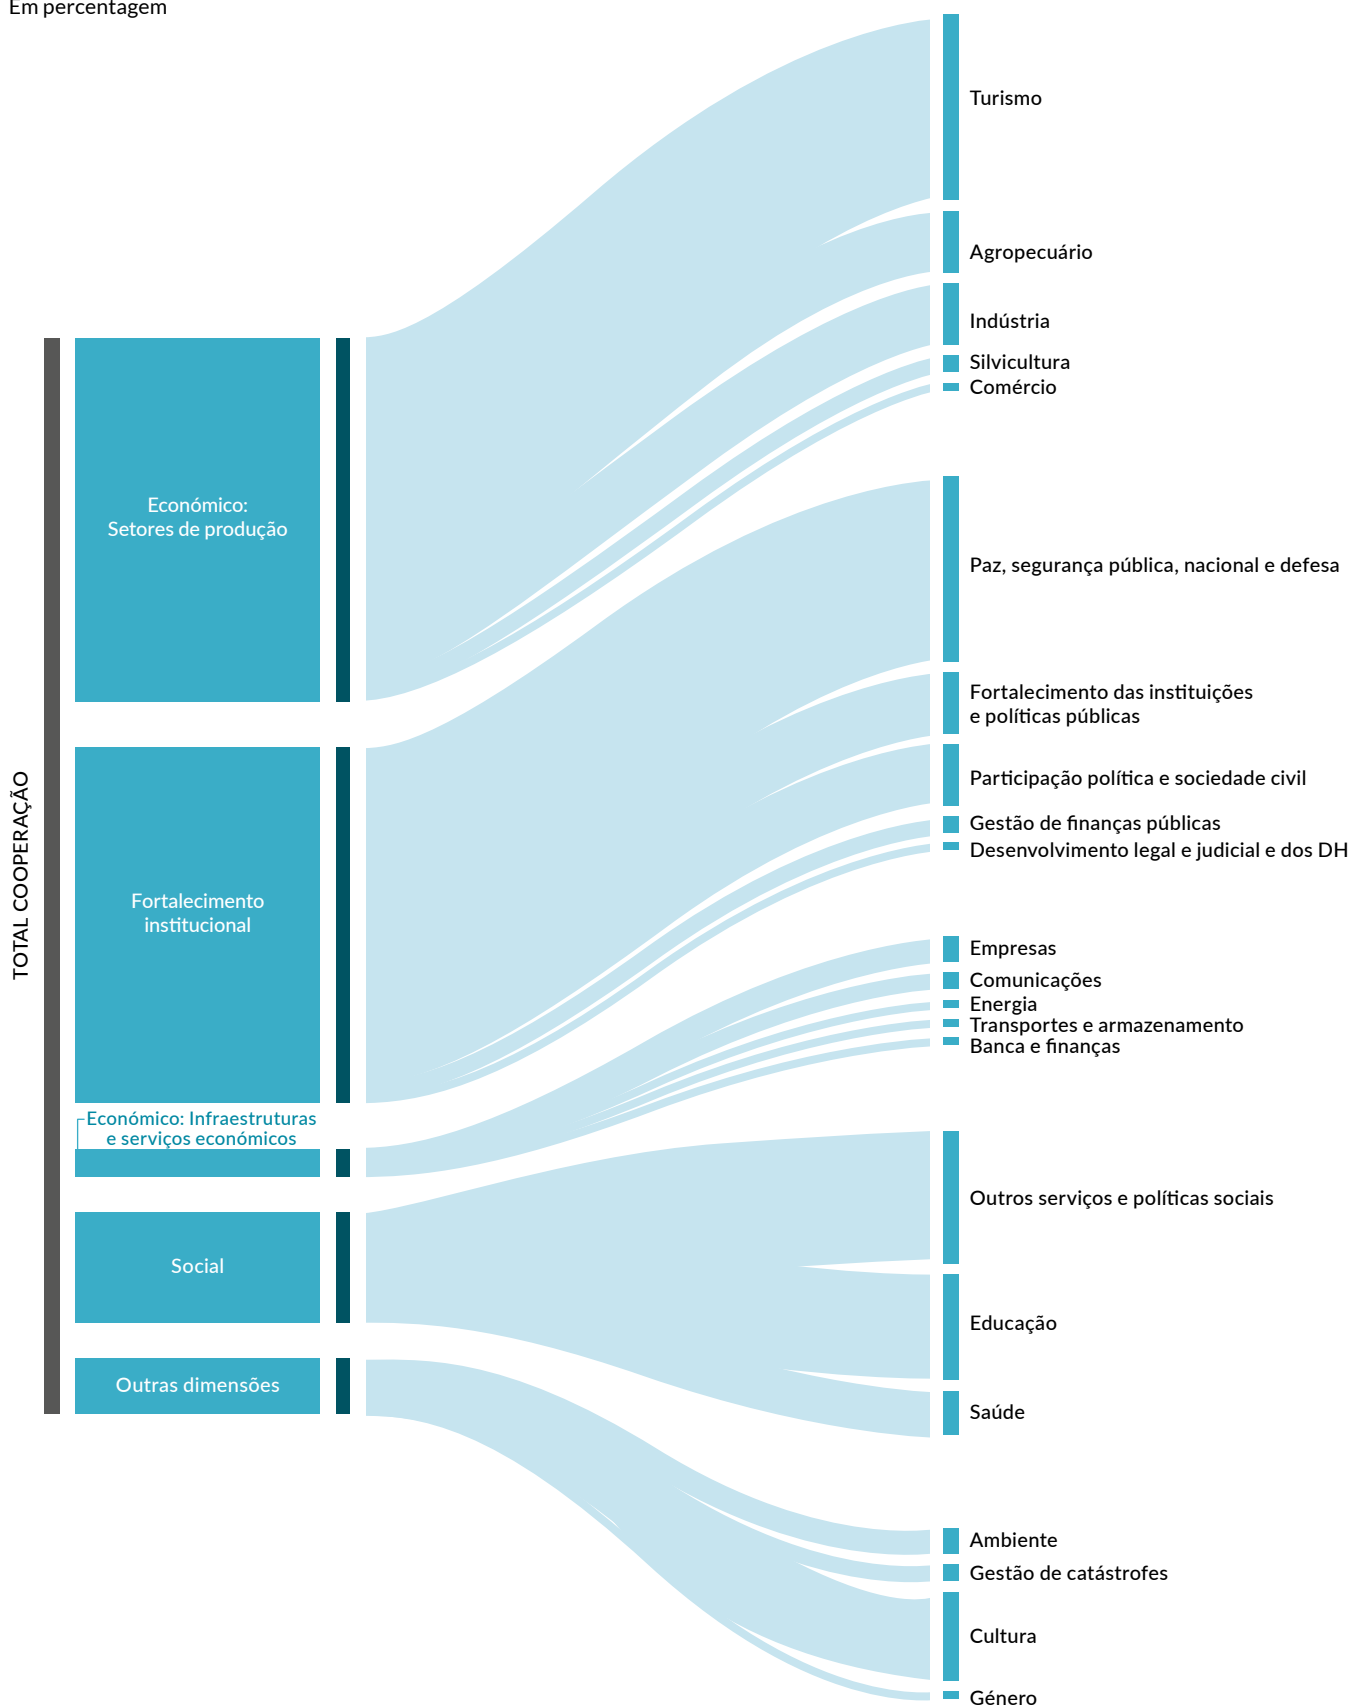 Em percentagem
TOTAL COOPERAÇÃO
Económico:
Setores de produção
Turismo
Agropecuário
Indústria
Silvicultura
Comércio
Fortalecimento
institucional
Paz, segurança pública, nacional e defesa
Fortalecimento das instituições
e políticas públicas
Participação política e sociedade civil
Gestão de finanças públicas
Desenvolvimento legal e judicial e dos DH
Económico: Infraestruturas
e serviços económicos
Empresas
Comunicações
Energia
Transportes e armazenamento
Banca e finanças
Social
Outros serviços e políticas sociais
Educação
Saúde
Outras dimensões
Ambiente
Gestão de catástrofes
Cultura
Género